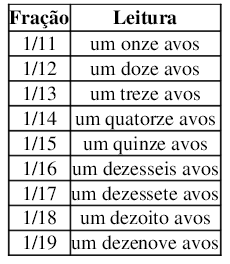 Fração Leitura
1/11 um onze avos
1/12 um doze avos
1/13 um treze avos
1/14 um quatorze avos
1/15 um quinze avos
1/16 um dezesseis avos
1/17 um dezessete avos
1/18 um dezoito avos
1/19 um dezenove avos